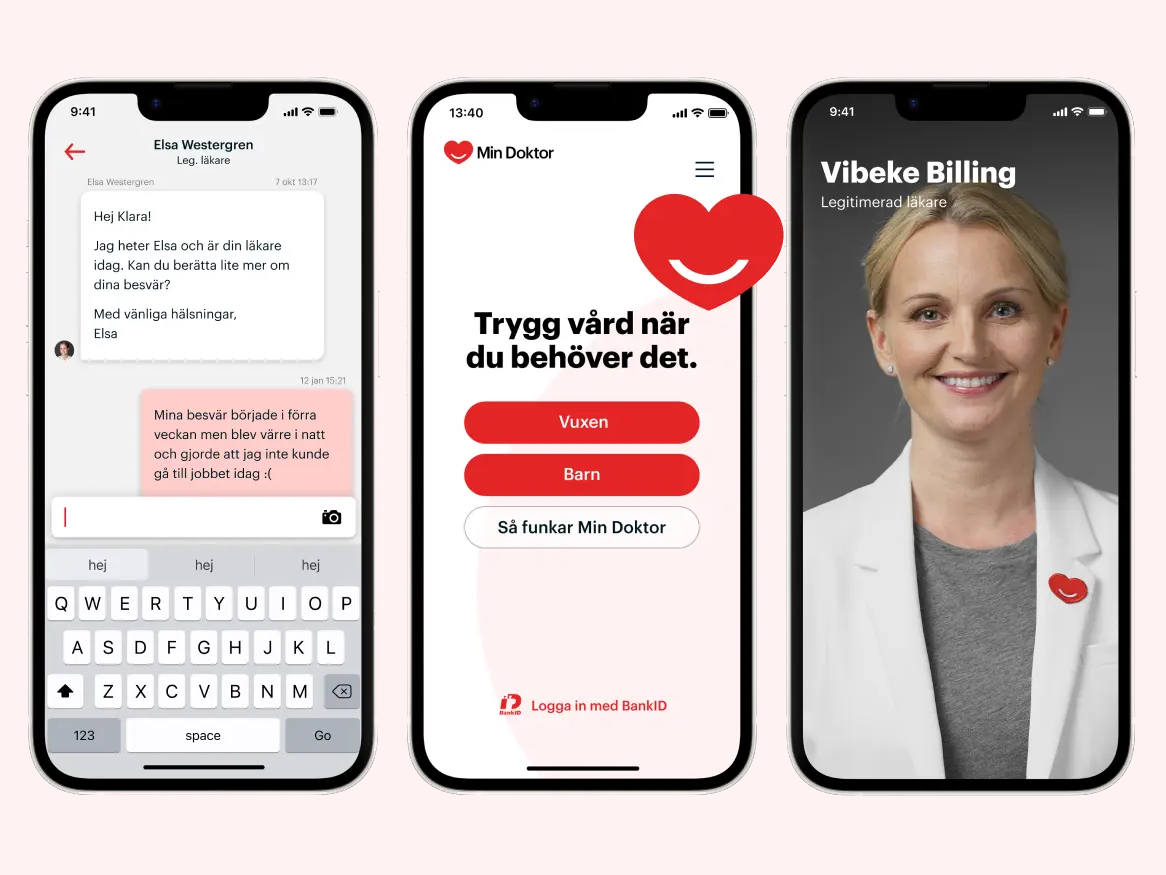 9:41
Elsa Westergren
Leg. läkare
Elsa Westergren 7 okt 13:17
Hej Klara!
Jag heter Elsa och är din läkare
idag. Kan du berätta lite mer om
dina besvär?
Med vänliga hälsningar,
Elsa
12 jan 15:21
Mina besvär började i förra
veckan men blev värre i natt
och gjorde att jag inte kunde
gå till jobbet idag :(
hej hej hej
Q W E R T Y U I O P
A S D F G H J K L
Z X C V B N M
123 space Go
13:40
Min Doktor
Trygg vård när
du behöver det.
Vuxen
Barn
Så funkar Min Doktor
BankID Logga in med BankID
9:41
Vibeke Billing
Legitimerad läkare